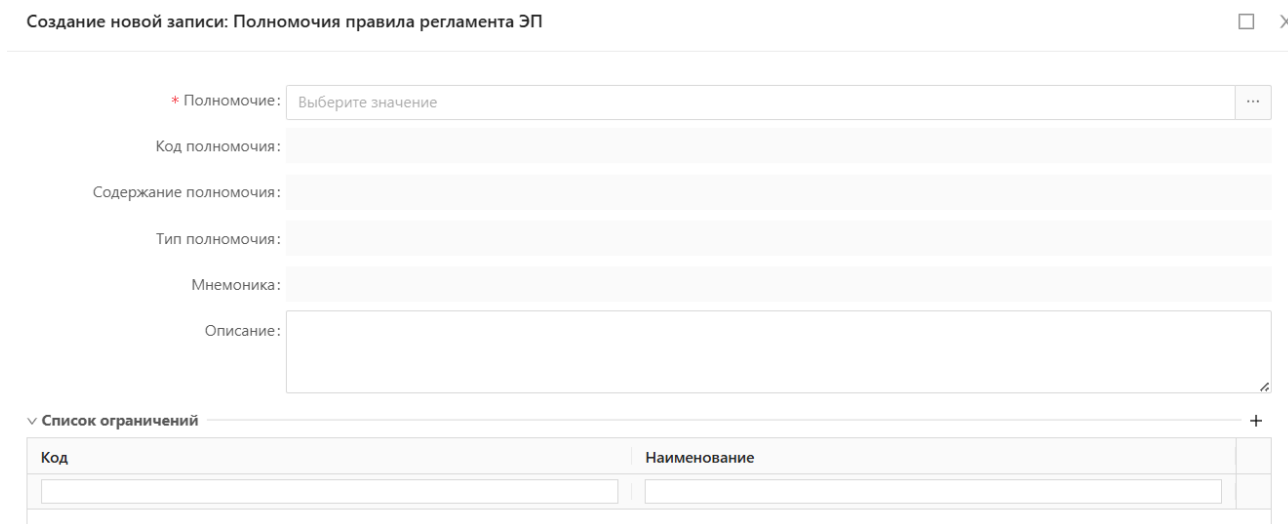 Создание новой записи: Полномочия правила регламента ЭП
* Полномочие: Выберите значение ...
Код полномочия:
Содержание полномочия:
Тип полномочия:
Мнемоника:
Описание:
Список ограничений +
Код Наименование